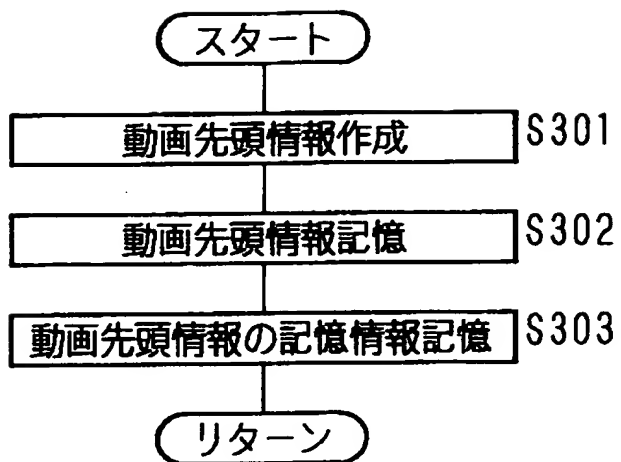 スタート
動画先頭情報作成 S301
動画先頭情報記憶 S302
動画先頭情報の記憶情報記憶 S303
リターン